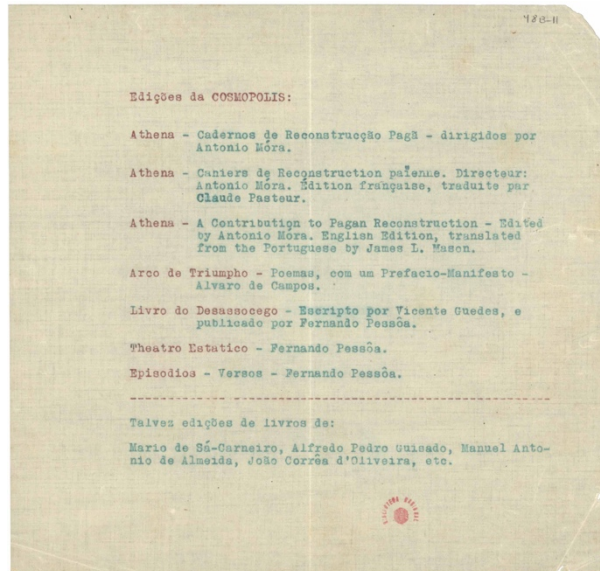 48B-11
Edições da COSMOPOLIS:
Athena - Cadernos de Reconstrucção Pagã - dirigidos por
Antonio Móra.
Athena - Cahiers de Reconstruction païenne. Directeur:
Antonio Móra. Édition française, traduite par
Claude Pasteur.
Athena - A Contribution to Pagan Reconstruction - Edited
by Antonio Móra. English Edition, translated
from the Portuguese by James L. Mason.
Arco de Triumpho - Poemas, com um Prefacio-Manifesto -
Alvaro de Campos.
Livro do Desassocego - Escripto por Vicente Guedes, e
publicado por Fernando Pessôa.
Theatro Estatico - Fernando Pessôa.
Episodios - Versos - Fernando Pessôa.
Talvez edições de livros de:
Mario de Sá-Carneiro, Alfredo Pedro Guisado, Manuel Anto-
nio de Almeida, João Corrêa d'Oliveira, etc.